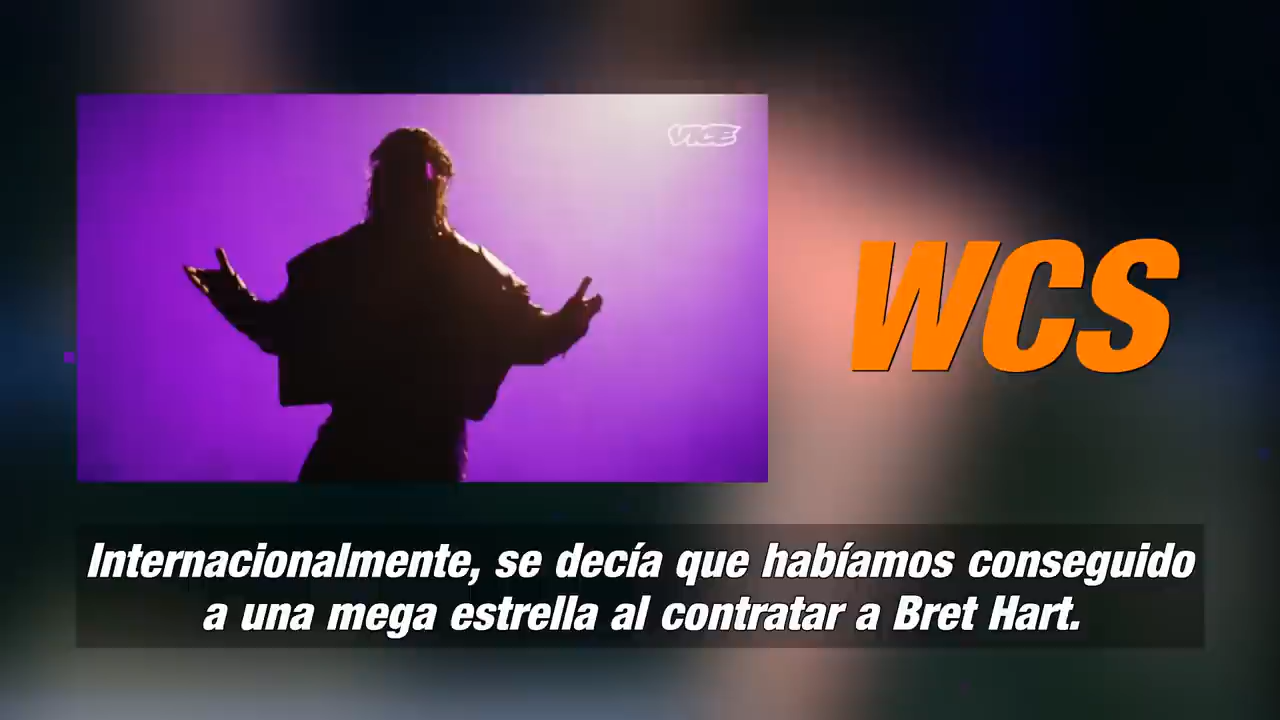 VICE
WCS
Internacionalmente, se decía que habíamos conseguido
a una mega estrella al contratar a Bret Hart.